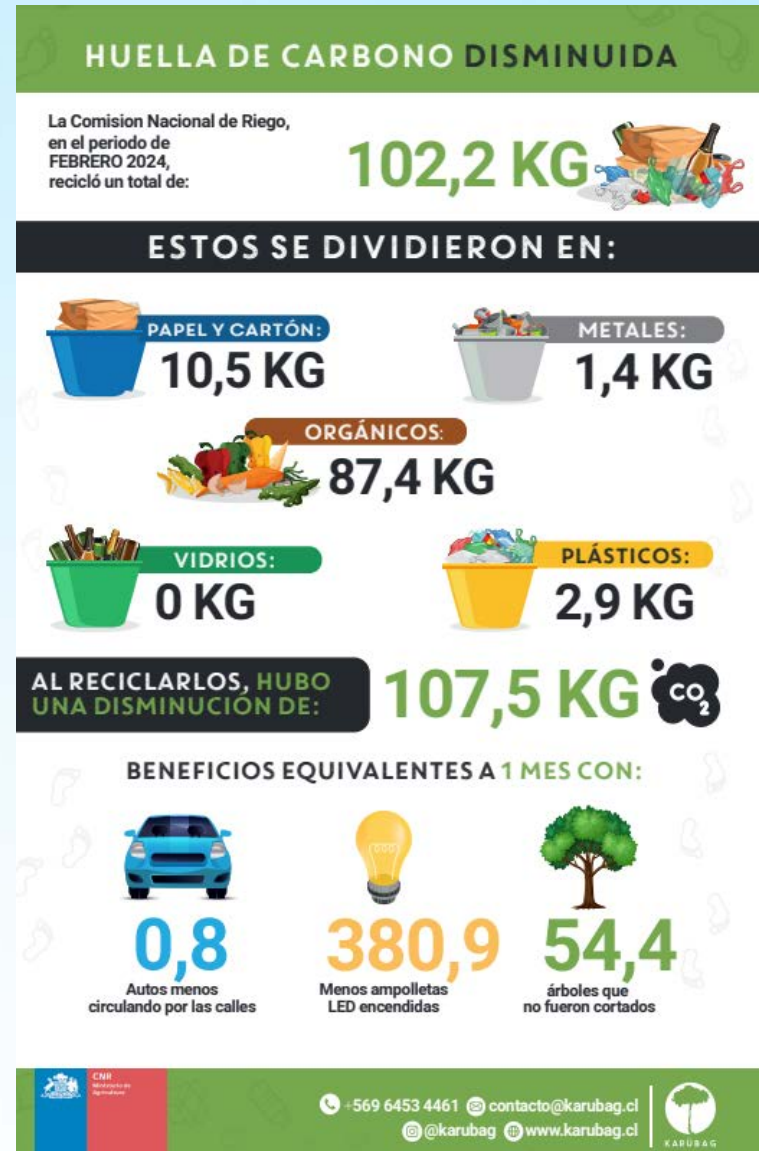 HUELLA DE CARBONO DISMINUIDA
La Comision Nacional de Riego,
en el periodo de
FEBRERO 2024,
recicló un total de:
102,2 KG
ESTOS SE DIVIDIERON EN:
PAPEL Y CARTÓN:
10,5 KG
METALES:
1,4 KG
ORGÁNICOS:
87,4 KG
VIDRIOS:
0 KG
PLÁSTICOS:
2,9 KG
AL RECICLARLOS, HUBO
UNA DISMINUCIÓN DE:
107,5 KG
CO2
BENEFICIOS EQUIVALENTES A 1 MES CON:
0,8
Autos menos
circulando por las calles
380,9
Menos ampolletas
LED encendidas
54,4
árboles que
no fueron cortados
CNR
Ministerio de
Agricultura
+569 6453 4461 contacto@karubag.cl
@karubag www.karubag.cl
KARÜBAG